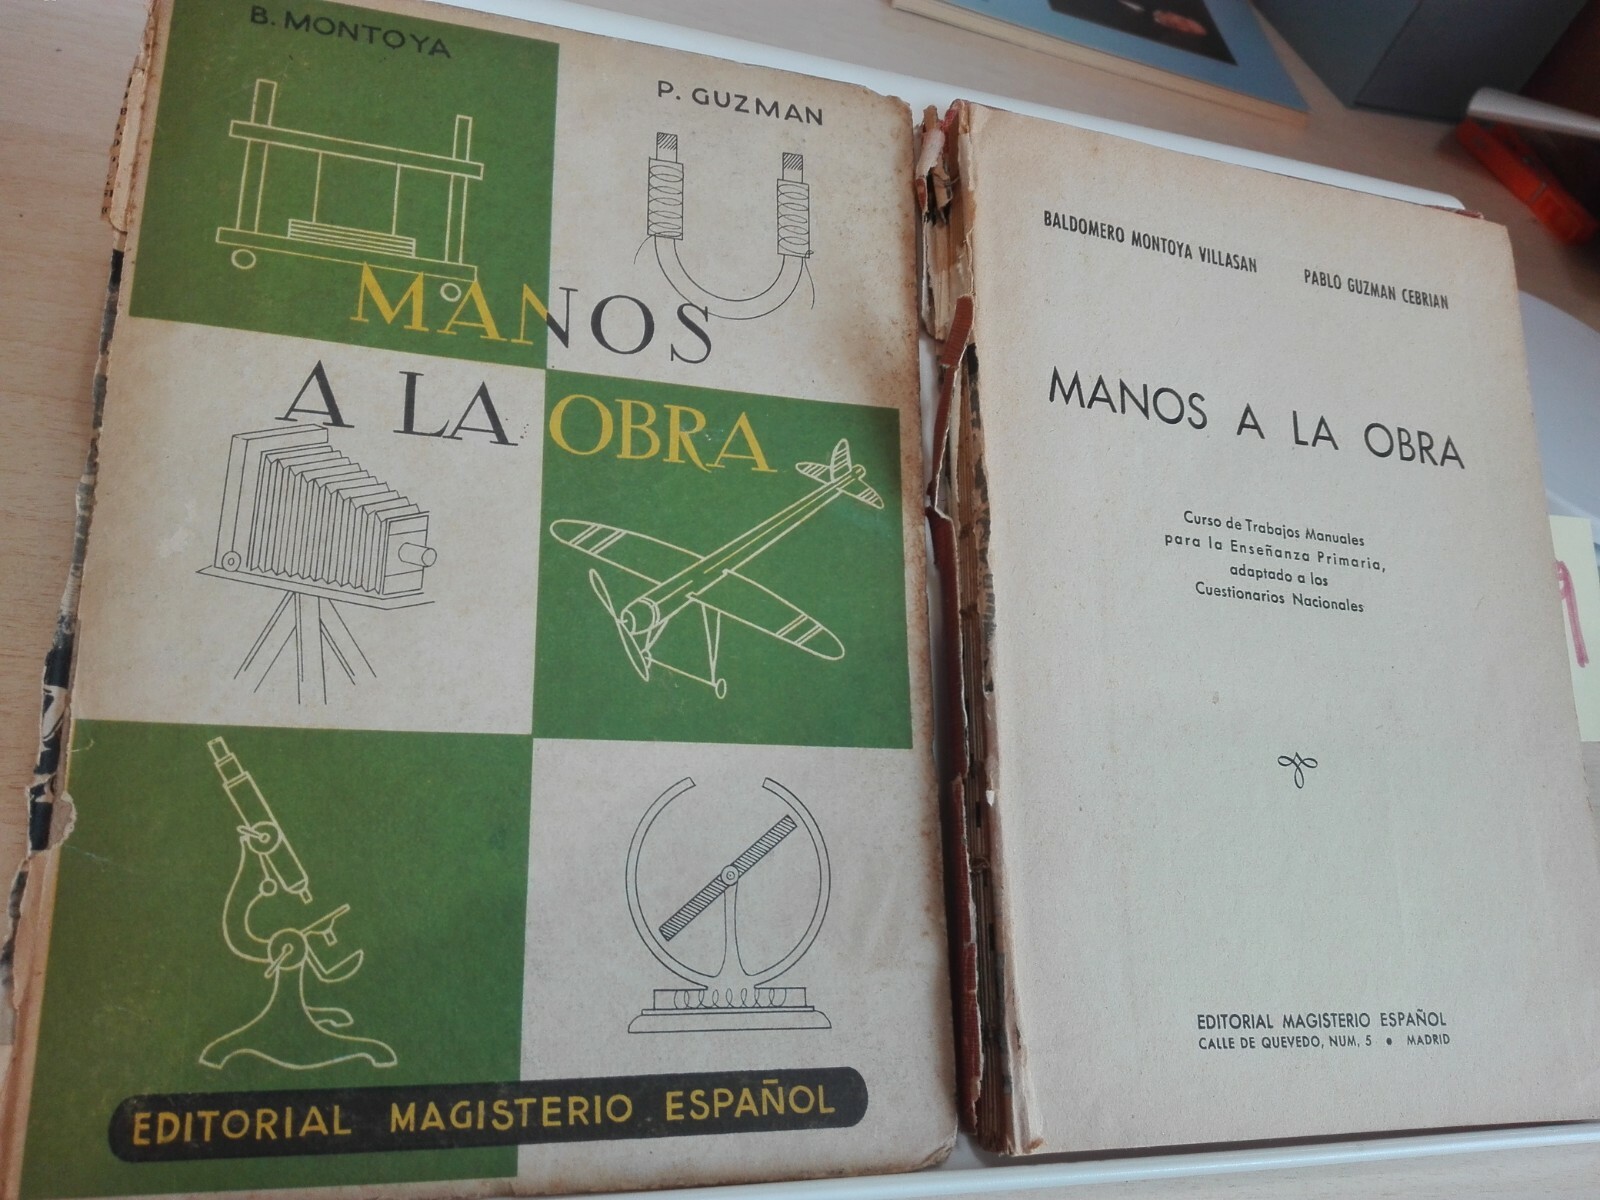 B. MONTOYA
P. GUZMAN
MANOS
A LA OBRA
EDITORIAL MAGISTERIO ESPAÑOL
BALDOMERO MONTOYA VILLASAN
PABLO GUZMAN CEBRIAN
MANOS A LA OBRA
Curso de Trabajos Manuales
para la Enseñanza Primaria,
adaptado a los
Cuestionarios Nacionales
EDITORIAL MAGISTERIO ESPAÑOL
CALLE DE QUEVEDO, NUM. 5 • MADRID